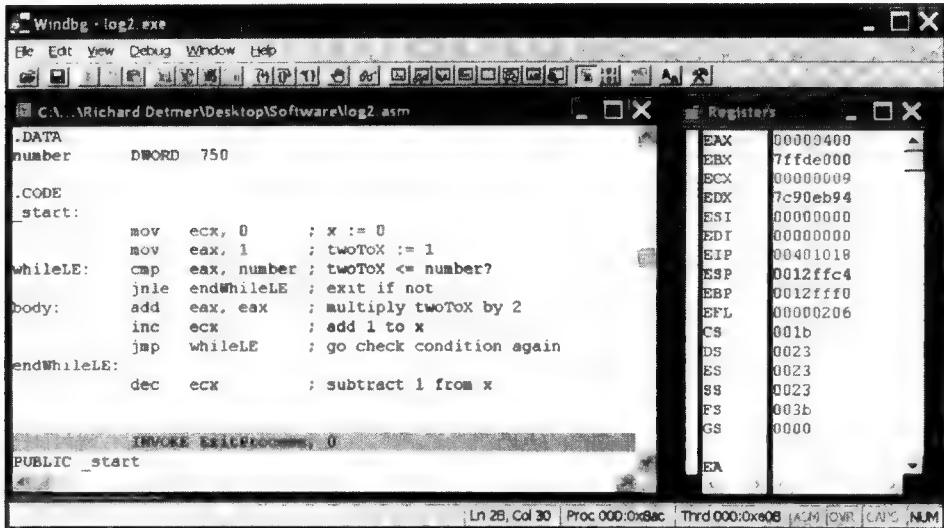 Windbg - log2.exe
File Edit View Debug Window Help
C:\...\Richard Detmer\Desktop\Software\log2.asm
.DATA
number DWORD 750
.CODE
_start:
mov ecx, 0 ; x := 0
mov eax, 1 ; twoToX := 1
whileLE: cmp eax, number ; twoToX <= number?
jnle endWhileLE ; exit if not
body: add eax, eax ; multiply twoToX by 2
inc ecx ; add 1 to x
jmp whileLE ; go check condition again
endWhileLE:
dec ecx ; subtract 1 from x
INVOKE ExitProcess, 0
PUBLIC _start
Registers
EAX 00000400
EBX 7ffde000
ECX 00000009
EDX 7c90eb94
ESI 00000000
EDI 00000000
EIP 00401018
ESP 0012ffc4
EBP 0012fff0
EFL 00000206
CS 001b
DS 0023
ES 0023
SS 0023
FS 003b
GS 0000
EA
Ln 28, Col 30 Proc 000:0x8ac Thrd 000:0xe08 ASM OVR CAPS NUM